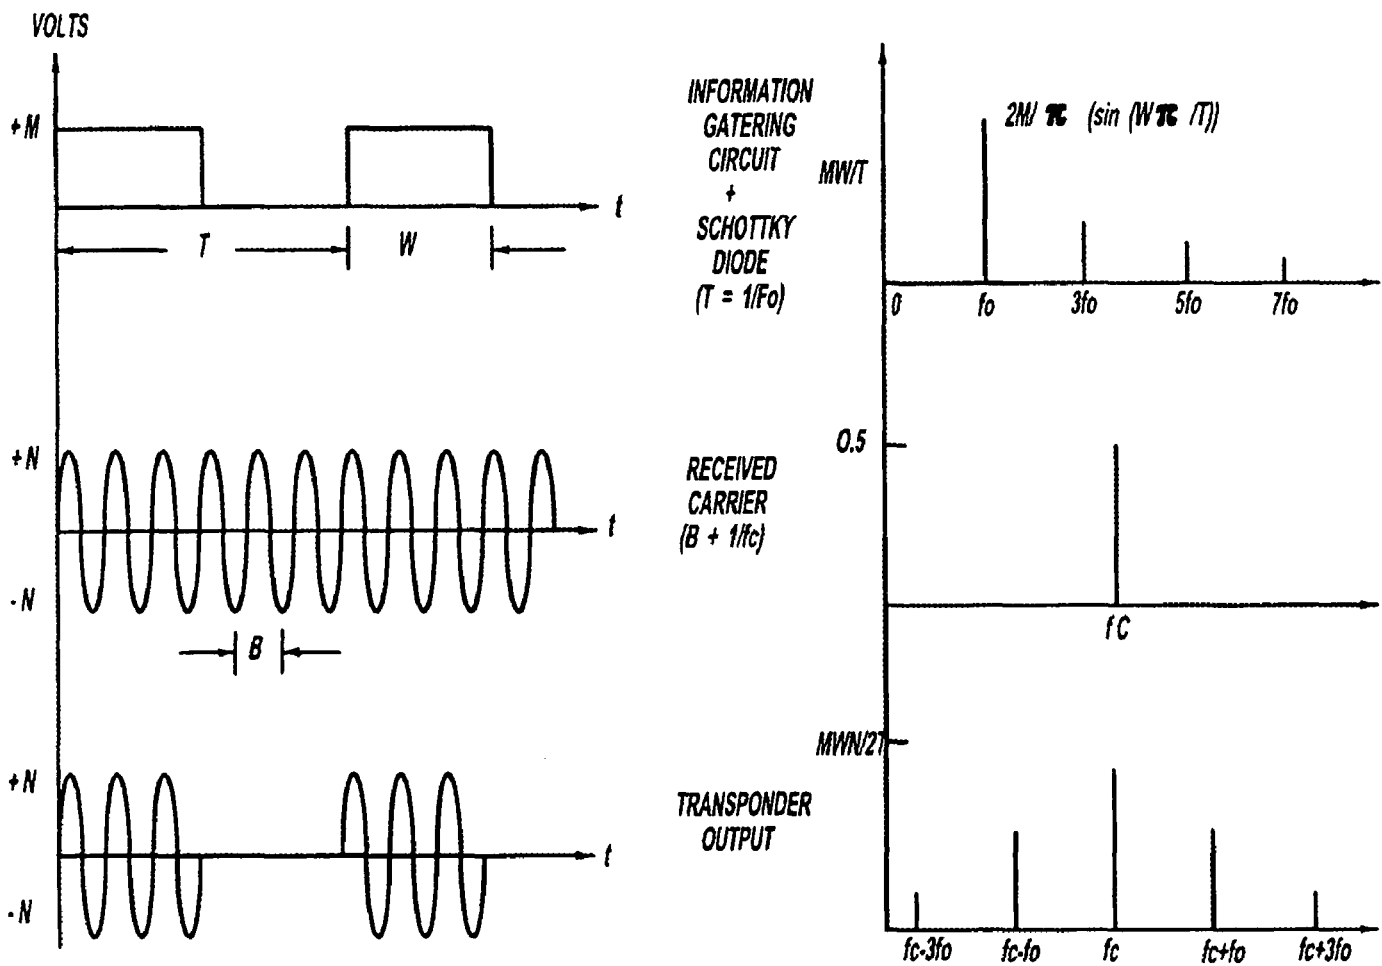 VOLTS
+M
t
T
W
INFORMATION
GATERING
CIRCUIT
+
SCHOTTKY
DIODE
(T = 1/Fo)
MW/T
2M/ π (sin (W π /T))
0
fo
3fo
5fo
7fo
+N
-N
t
B
RECEIVED
CARRIER
(B + 1/fc)
0.5
fC
+N
-N
t
TRANSPONDER
OUTPUT
MWN/2T
fc-3fo
fc-fo
fc
fc+fo
fc+3fo